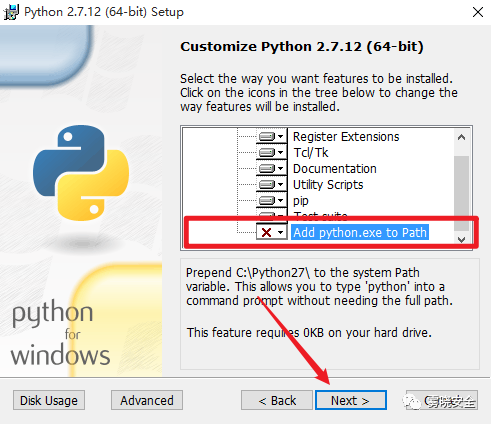 Python 2.7.12 (64-bit) Setup
Customize Python 2.7.12 (64-bit)
Select the way you want features to be installed.
Click on the icons in the tree below to change the
way features will be installed.
Register Extensions
Tcl/Tk
Documentation
Utility Scripts
pip
Test suite
Add python.exe to Path
Prepend C:\Python27\ to the system Path
variable. This allows you to type 'python' into a
command prompt without needing the full path.
This feature requires 0KB on your hard drive.
python
for
windows
Disk Usage
Advanced
< Back
Next >